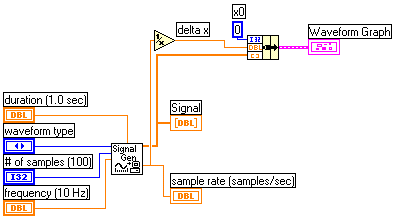 x0
delta x
Waveform Graph
0
I32
DBL
1/x
duration (1.0 sec)
DBL
Signal
[DBL]
waveform type
Signal
Gen
# of samples (100)
I32
sample rate (samples/sec)
DBL
frequency (10 Hz)
DBL